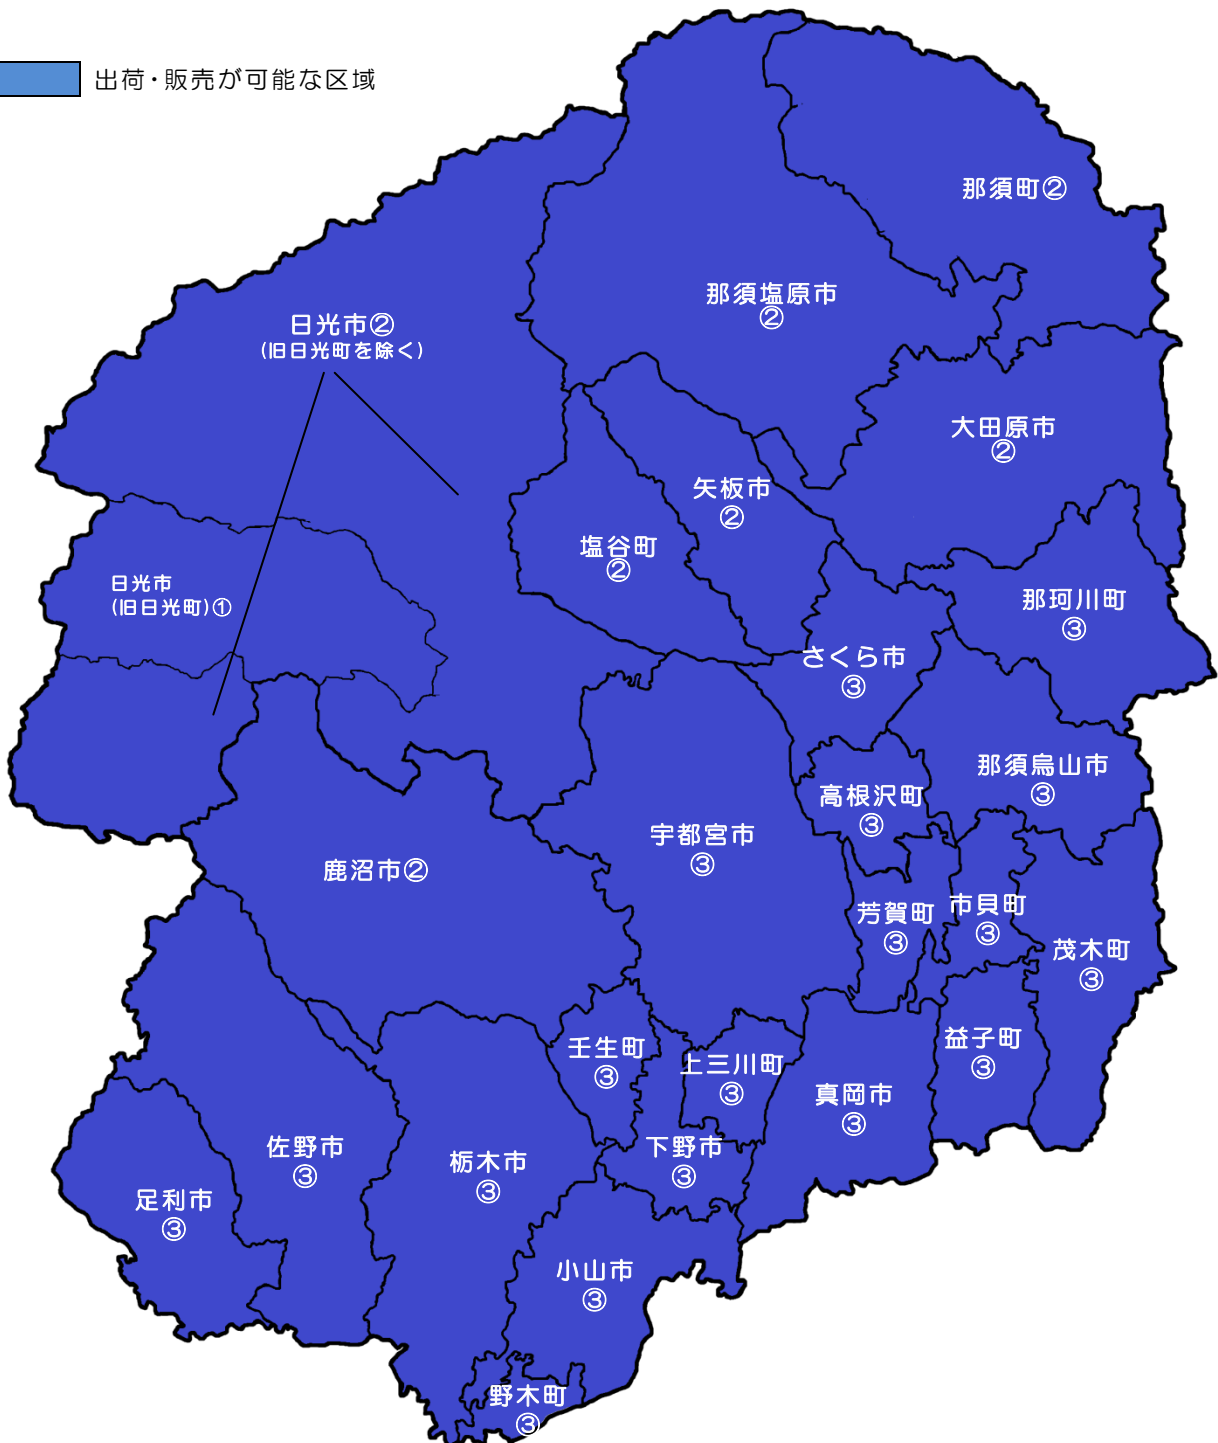 出荷・販売が可能な区域
那須町②
那須塩原市
②
日光市②
(旧日光町を除く)
大田原市
②
矢板市
②
塩谷町
②
日光市
(旧日光町)①
那珂川町
③
さくら市
③
那須烏山市
③
高根沢町
③
宇都宮市
③
鹿沼市②
芳賀町
③
市貝町
③
茂木町
③
益子町
③
壬生町
③
上三川町
③
真岡市
③
下野市
③
佐野市
③
栃木市
③
足利市
③
小山市
③
野木町
③